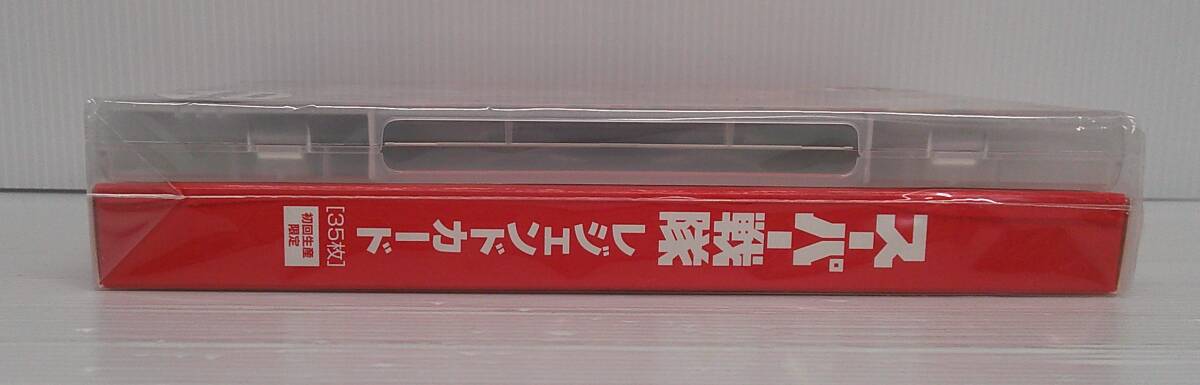 スーパー戦隊 レジェンドカード [35枚]
初回生産
限定